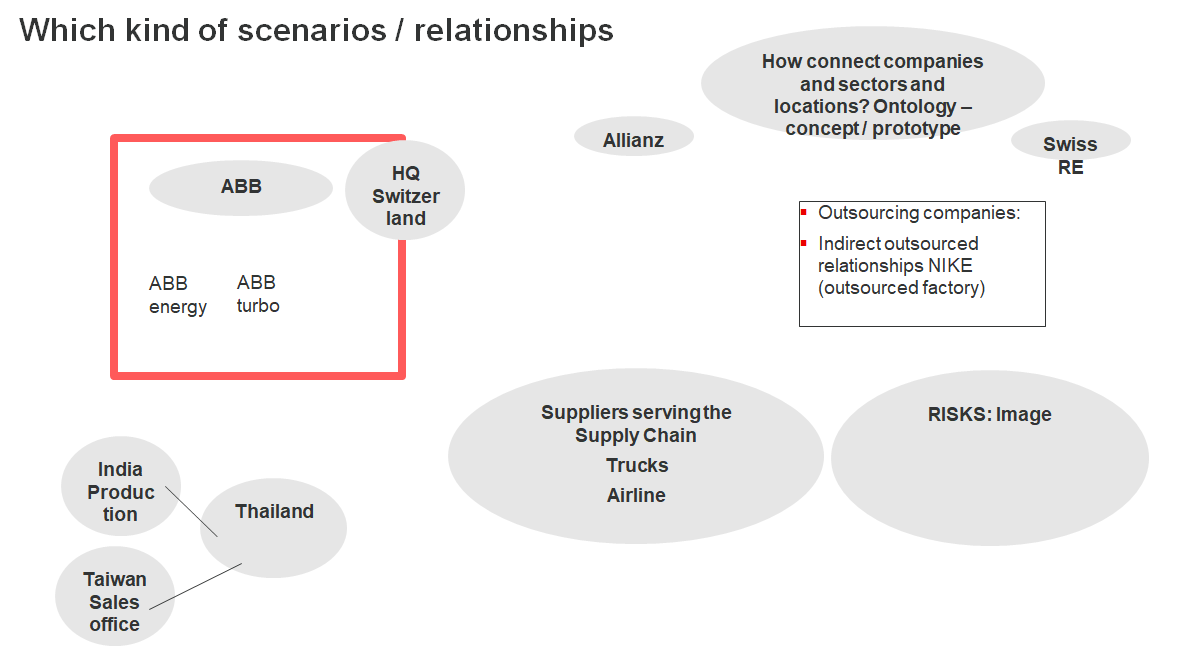 Which kind of scenarios / relationships
How connect companies
and sectors and
locations? Ontology –
concept / prototype
Allianz
Swiss
RE
ABB
HQ
Switzer
land
Outsourcing companies:
Indirect outsourced
relationships NIKE
(outsourced factory)
ABB
energy
ABB
turbo
Suppliers serving the
Supply Chain
Trucks
Airline
RISKS: Image
India
Produc
tion
Thailand
Taiwan
Sales
office